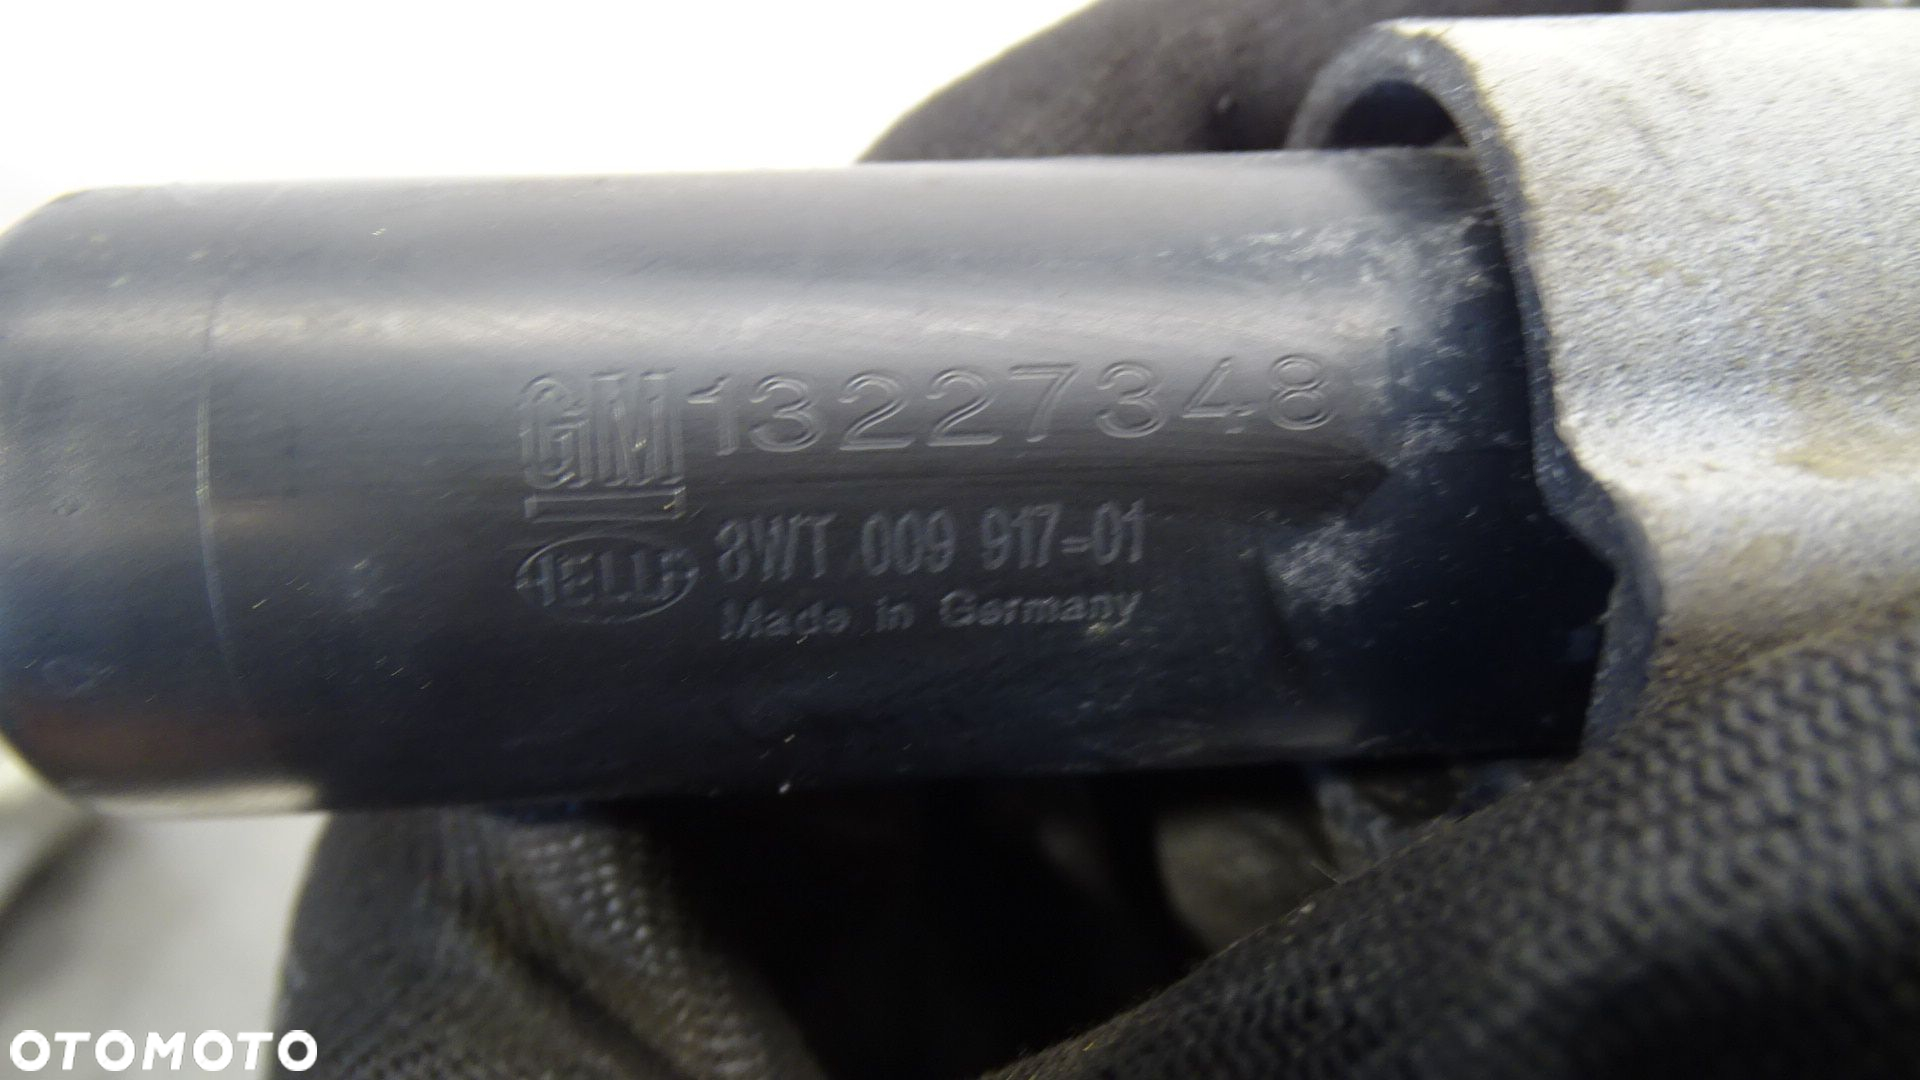 GM 13227348
HELLA 8WT 009 917-01
Made in Germany
OTOMOTO